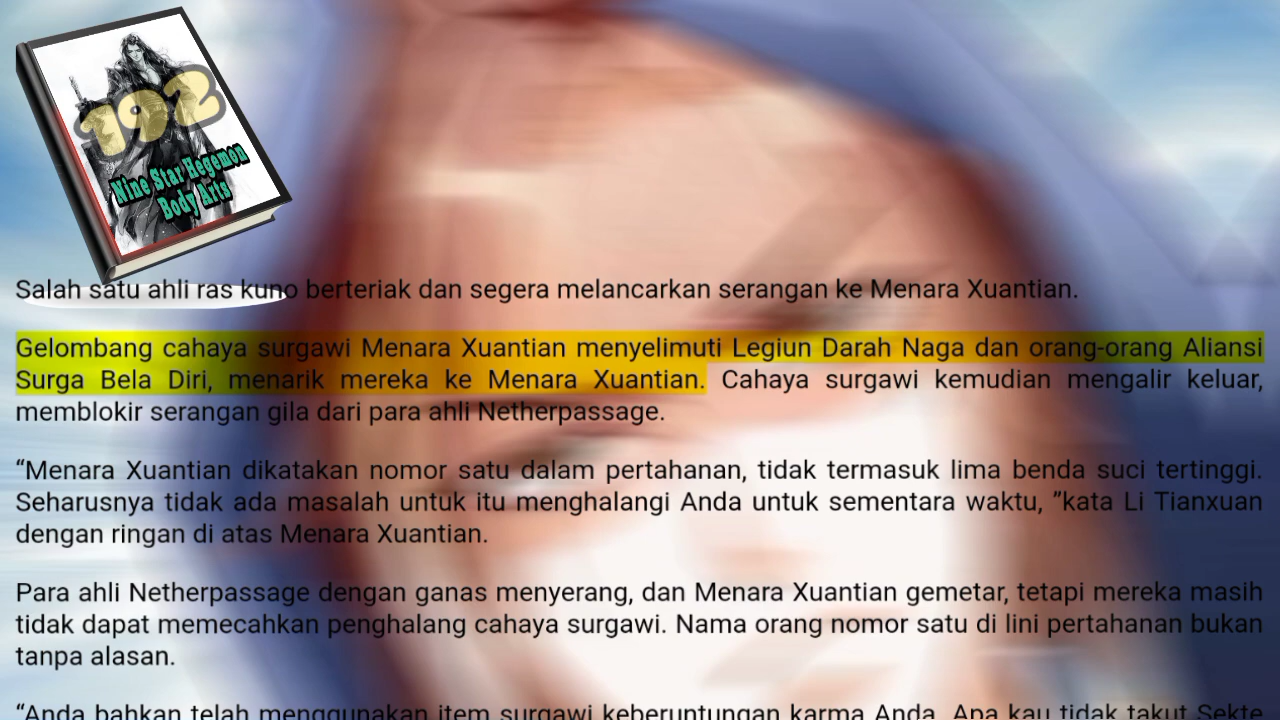 192
Nine Star Hegemon
Body Arts
Salah satu ahli ras kuno berteriak dan segera melancarkan serangan ke Menara Xuantian.
Gelombang cahaya surgawi Menara Xuantian menyelimuti Legiun Darah Naga dan orang-orang Aliansi
Surga Bela Diri, menarik mereka ke Menara Xuantian. Cahaya surgawi kemudian mengalir keluar,
memblokir serangan gila dari para ahli Netherpassage.
“Menara Xuantian dikatakan nomor satu dalam pertahanan, tidak termasuk lima benda suci tertinggi.
Seharusnya tidak ada masalah untuk itu menghalangi Anda untuk sementara waktu, ”kata Li Tianxuan
dengan ringan di atas Menara Xuantian.
Para ahli Netherpassage dengan ganas menyerang, dan Menara Xuantian gemetar, tetapi mereka masih
tidak dapat memecahkan penghalang cahaya surgawi. Nama orang nomor satu di lini pertahanan bukan
tanpa alasan.
“Anda bahkan telah menggunakan item surgawi keberuntungan karma Anda. Apa kau tidak takut Sekte